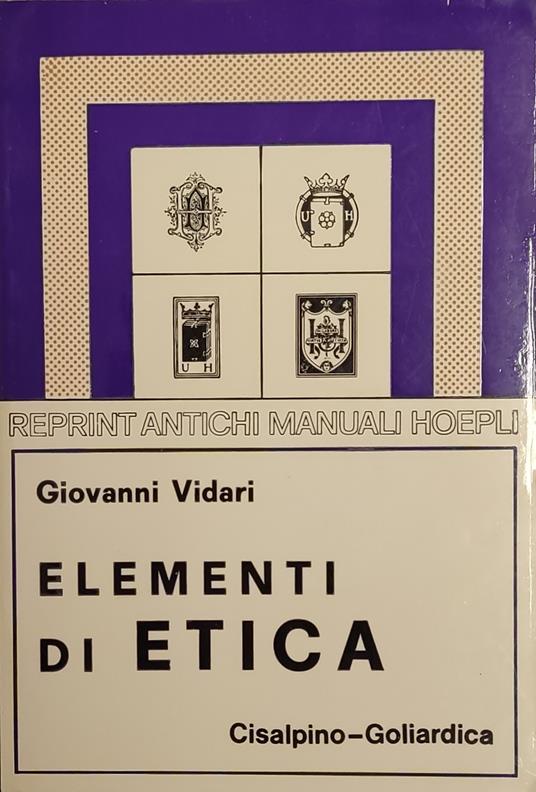 U H
U H
REPRINT ANTICHI MANUALI HOEPLI
Giovanni Vidari
ELEMENTI
DI ETICA
Cisalpino-Goliardica